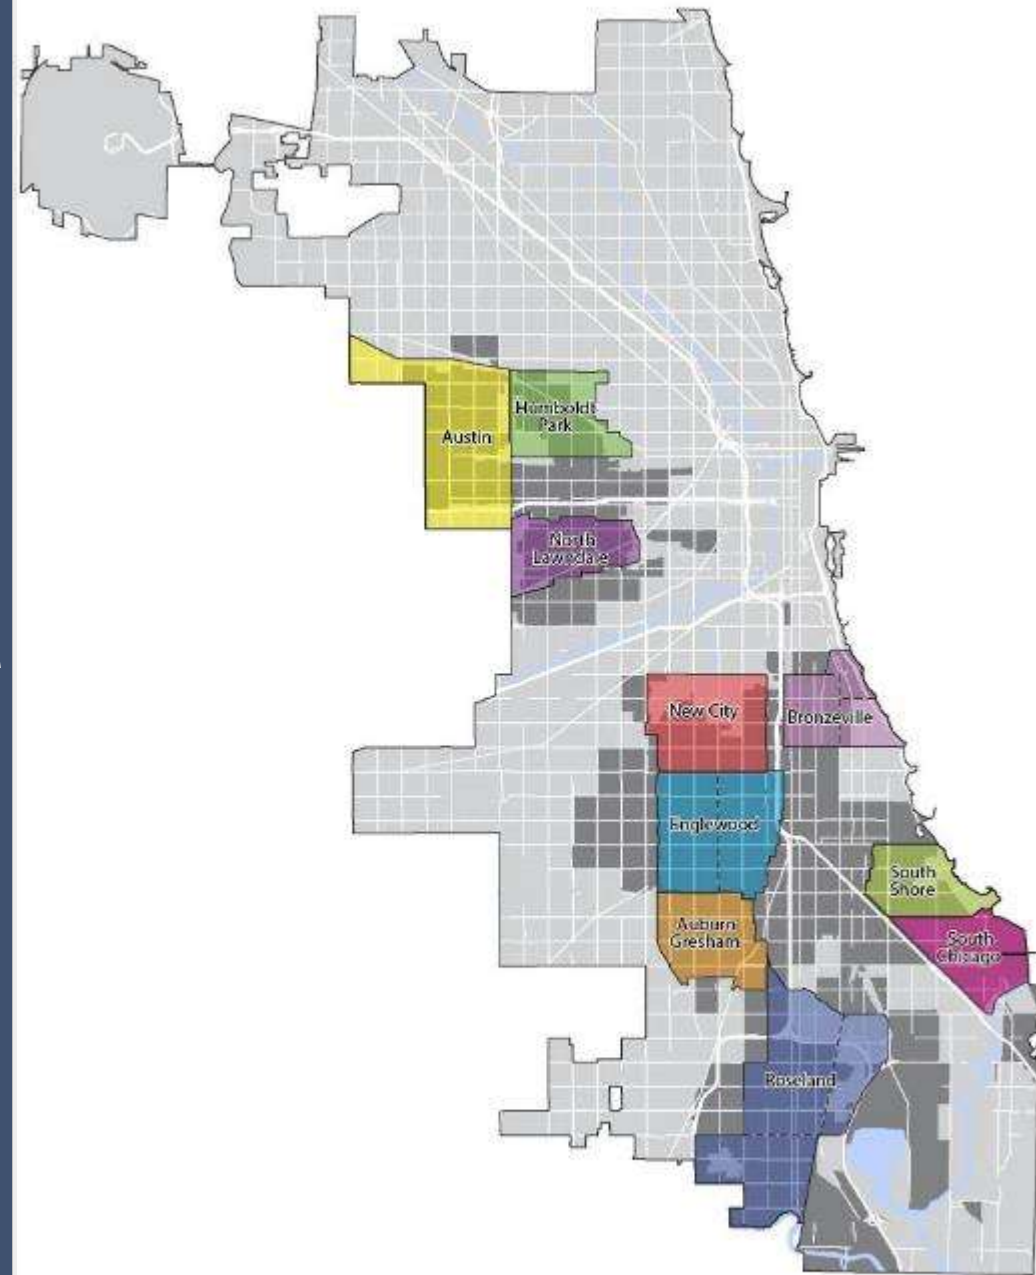 Humboldt
Park
Austin
North
Lawndale
New City
Bronzeville
Englewood
South
Shore
Auburn
Gresham
South
Chicago
Roseland